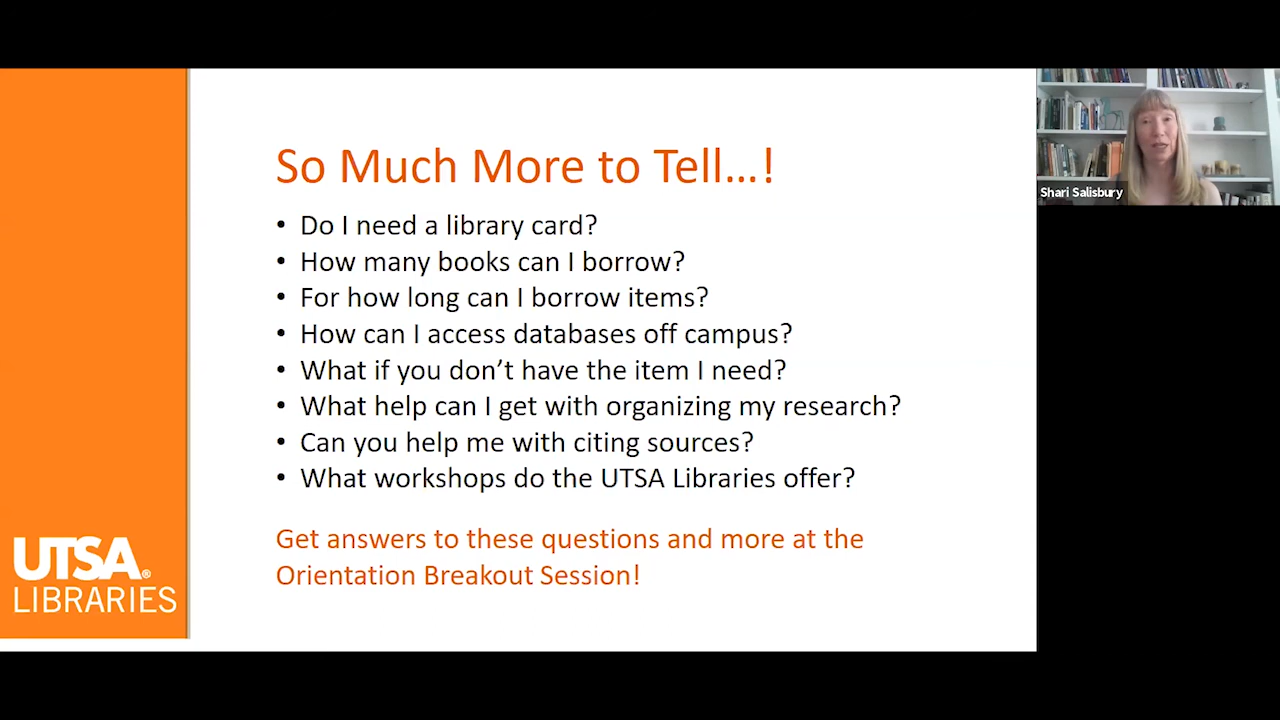 So Much More to Tell...!
• Do I need a library card?
• How many books can I borrow?
• For how long can I borrow items?
• How can I access databases off campus?
• What if you don't have the item I need?
• What help can I get with organizing my research?
• Can you help me with citing sources?
• What workshops do the UTSA Libraries offer?
Get answers to these questions and more at the
Orientation Breakout Session!
UTSA®
LIBRARIES
Shari Salisbury